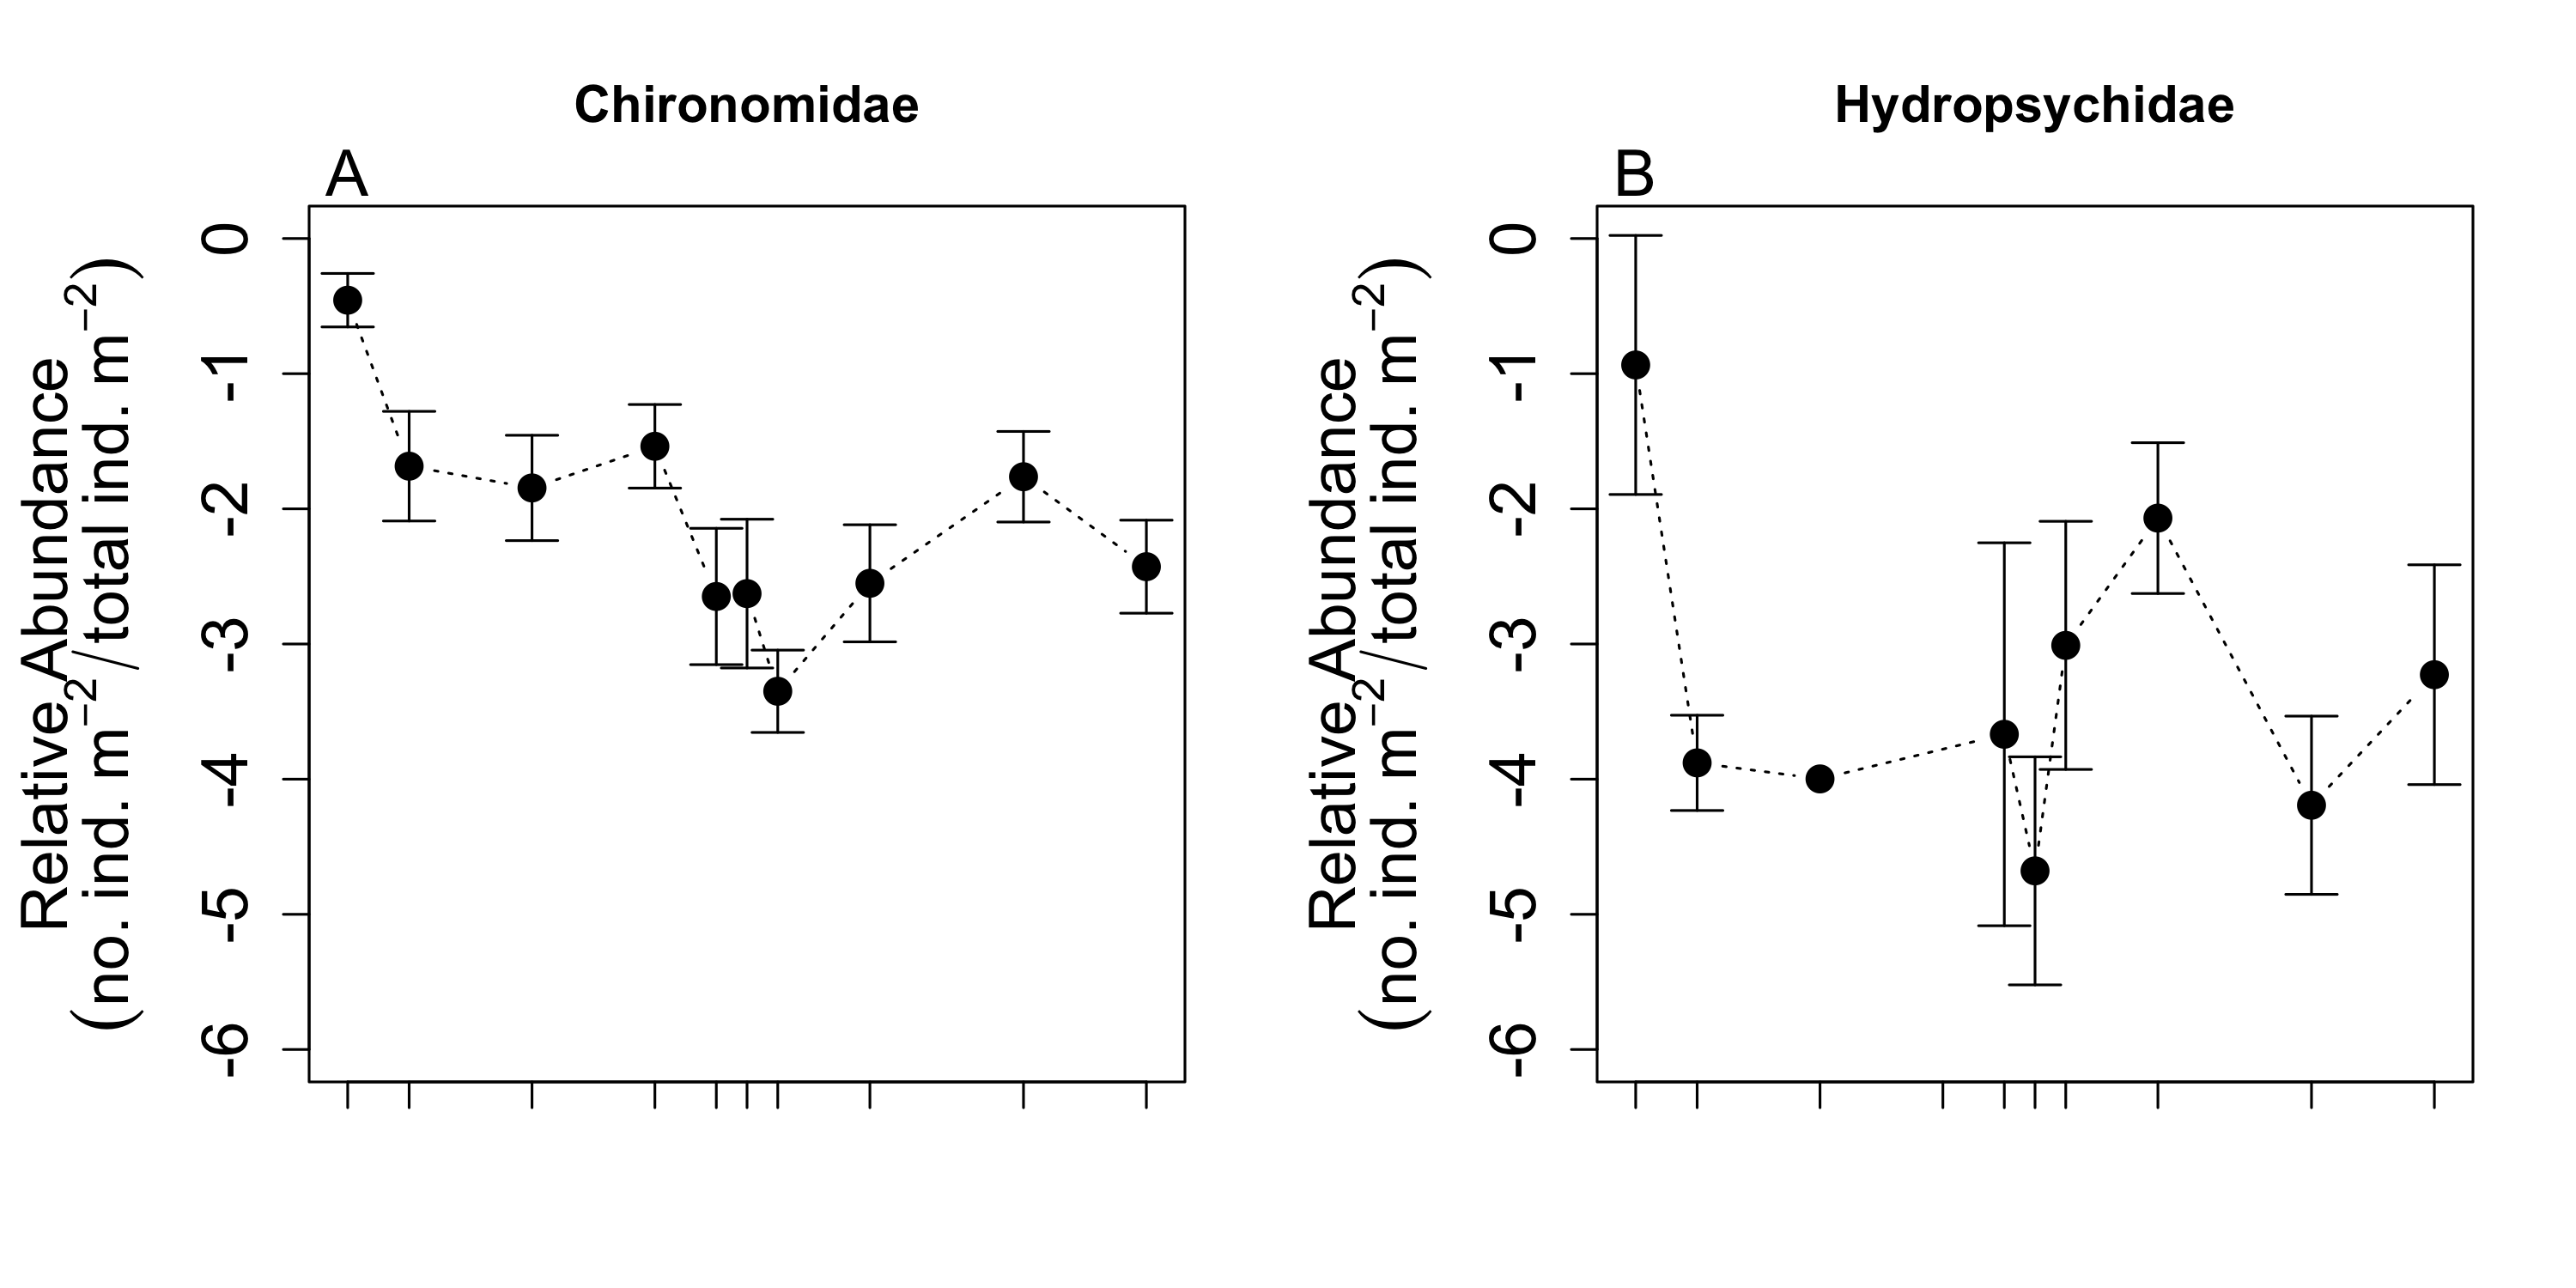 Chironomidae
A
Relative Abundance
(no. ind. m⁻²/total ind. m⁻²)
0
-1
-2
-3
-4
-5
-6
Hydropsychidae
B
Relative Abundance
(no. ind. m⁻²/total ind. m⁻²)
0
-1
-2
-3
-4
-5
-6